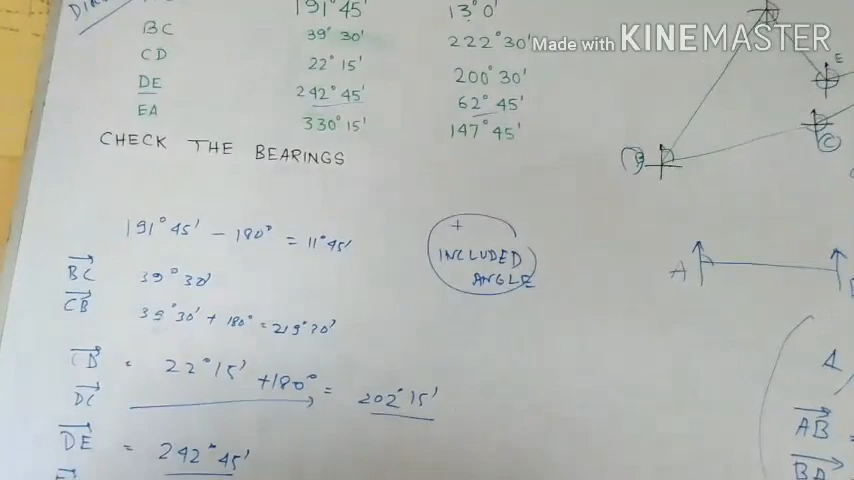 191°45' 13°0'
BC 39°30' 222°30'
CD 22°15' 200°30'
DE 242°45' 62°45'
EA 330°15' 147°45'
Made with KINEMASTER
CHECK THE BEARINGS
191°45' - 180° = 11°45'
+
INCLUDED
ANGLE
BC 39°30'
CB 39°30' + 180° = 219°30'
CD = 22°15' +180° = 202°15'
DC
DE = 242°45'
E
B
C
A
AB =
BA